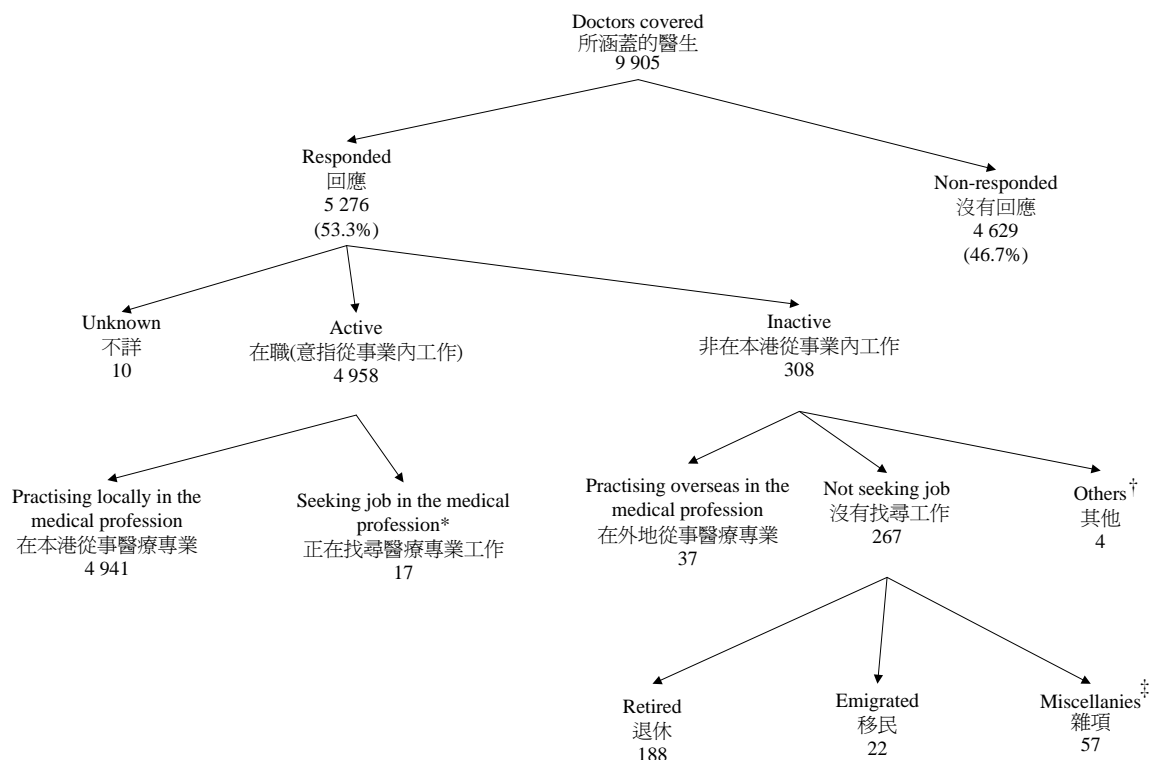 Doctors covered
所涵蓋的醫生
9 905
Responded
回應
5 276
(53.3%)
Non-responded
沒有回應
4 629
(46.7%)
Unknown
不詳
10
Active
在職(意指從事業內工作)
4 958
Inactive
非在本港從事業內工作
308
Practising locally in the
medical profession
在本港從事醫療專業
4 941
Seeking job in the medical
profession*
正在找尋醫療專業工作
17
Practising overseas in the
medical profession
在外地從事醫療專業
37
Not seeking job
沒有找尋工作
267
Others†
其他
4
Retired
退休
188
Emigrated
移民
22
Miscellanies‡
雜項
57